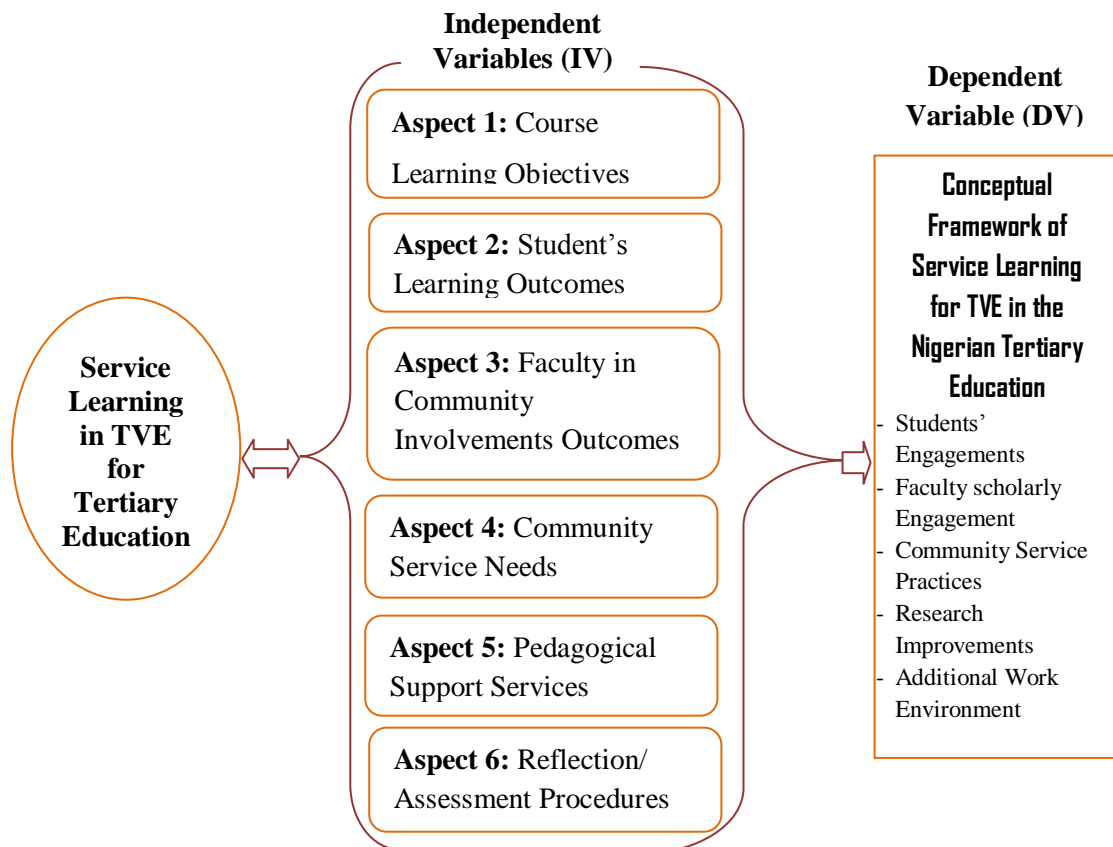 Service
Learning
in TVE
for
Tertiary
Education
Independent
Variables (IV)
Aspect 1: Course
Learning Objectives
Aspect 2: Student’s
Learning Outcomes
Aspect 3: Faculty in
Community
Involvements Outcomes
Aspect 4: Community
Service Needs
Aspect 5: Pedagogical
Support Services
Aspect 6: Reflection/
Assessment Procedures
Dependent
Variable (DV)
Conceptual
Framework of
Service Learning
for TVE in the
Nigerian Tertiary
Education
- Students’
Engagements
- Faculty scholarly
Engagement
- Community Service
Practices
- Research
Improvements
- Additional Work
Environment